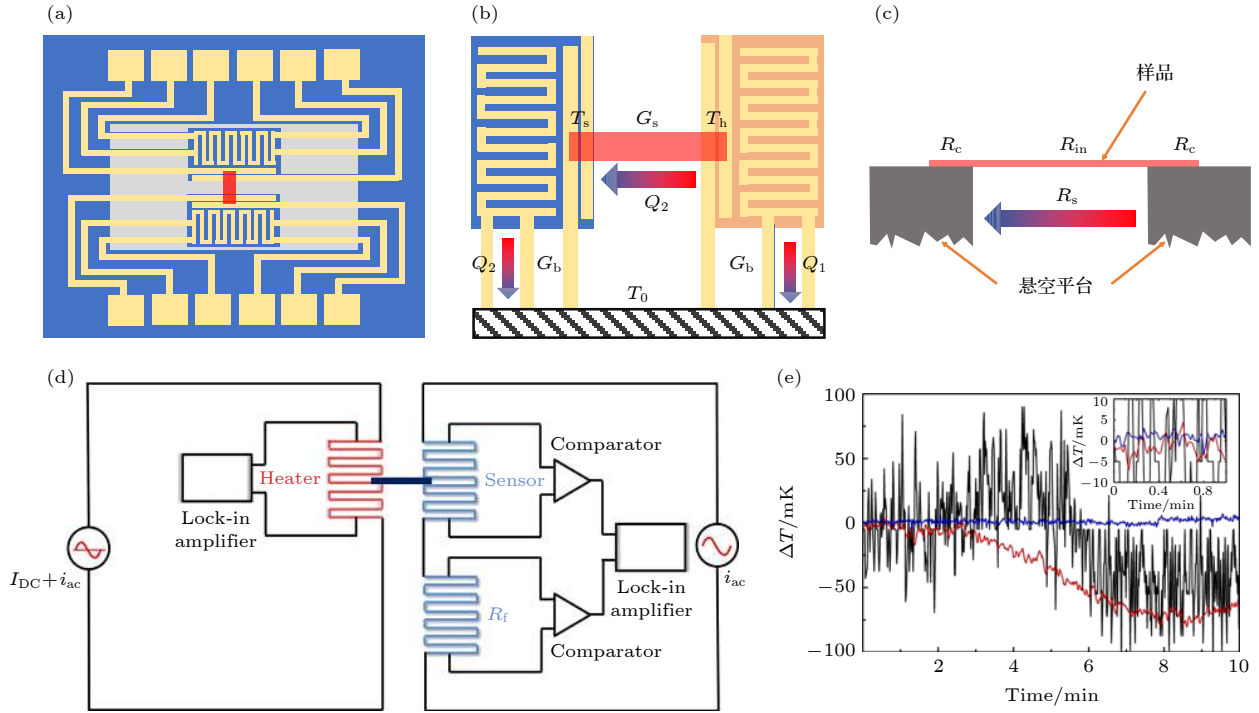 (a)
(b)
(c)
T_s
G_s
T_h
Q_2
Q_2
G_b
G_b
Q_1
T_0
样品
R_c
R_in
R_c
R_s
悬空平台
(d)
(e)
Heater
Lock-in
amplifier
I_DC+i_ac
Comparator
Sensor
R_f
Comparator
Lock-in
amplifier
i_ac
100
50
0
−50
−100
ΔT/mK
2
4
6
8
10
Time/min
10
5
0
−5
−10
ΔT/mK
0
0.4
0.8
Time/min